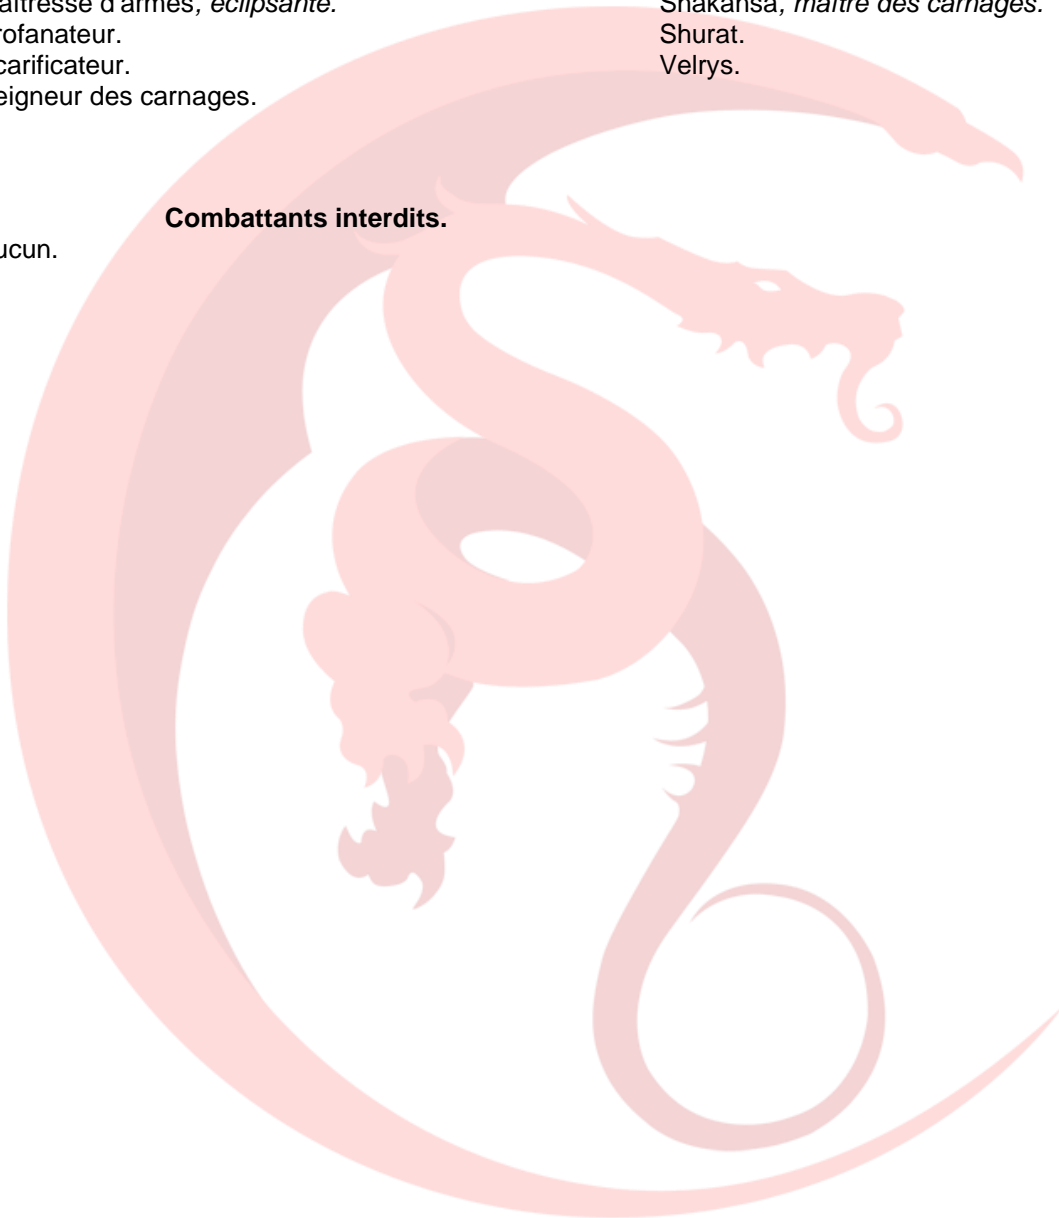 aîtresse d'armes, éclipsante.
rofanateur.
carificateur.
eigneur des carnages.
Shakansa, maître des carnages.
Shurat.
Velrys.
Combattants interdits.
ucun.